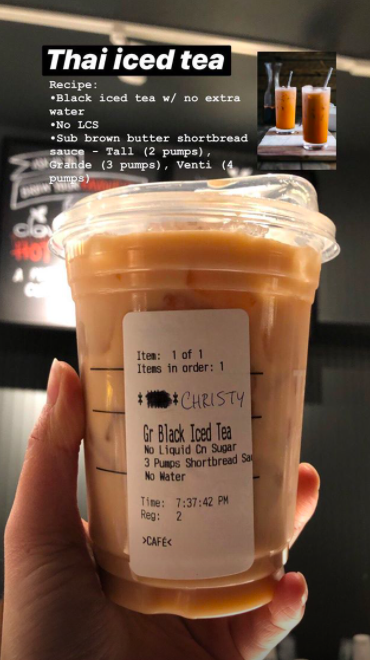 Thai iced tea
Recipe:
•Black iced tea w/ no extra
water
•No LCS
•Sub brown butter shortbread
sauce - Tall (2 pumps),
Grande (3 pumps), Venti (4
pumps)
Item: 1 of 1
Items in order: 1
CHRISTY
Gr Black Iced Tea
No Liquid Cn Sugar
3 Pumps Shortbread Sau
No Water
Time: 7:37:42 PM
Reg: 2
>CAFÉ<